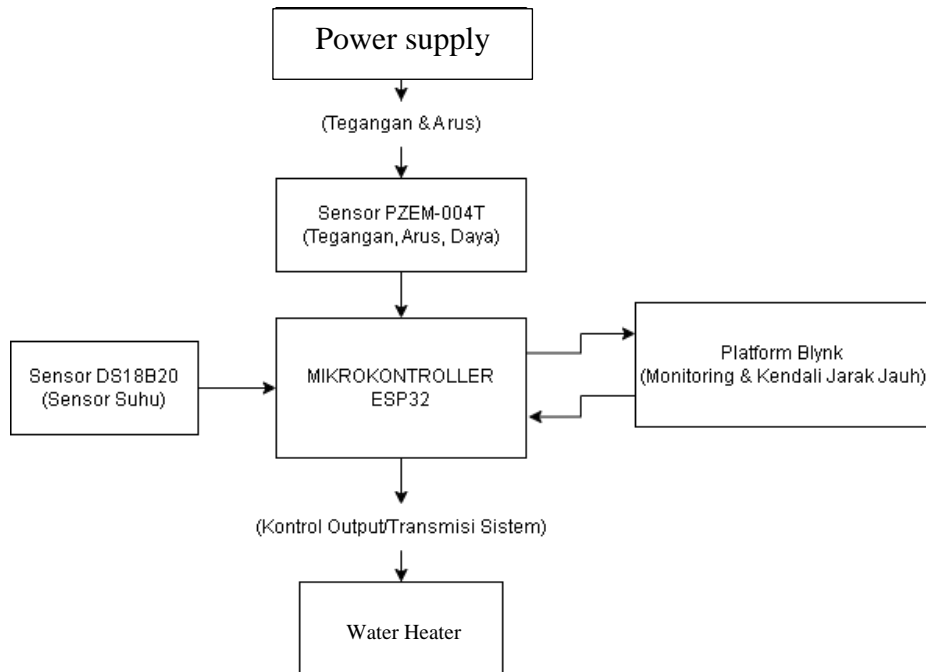 Power supply
(Tegangan & Arus)
Sensor PZEM-004T
(Tegangan, Arus, Daya)
Sensor DS18B20
(Sensor Suhu)
MIKROKONTROLLER
ESP32
Platform Blynk
(Monitoring & Kendali Jarak Jauh)
(Kontrol Output/Transmisi Sistem)
Water Heater